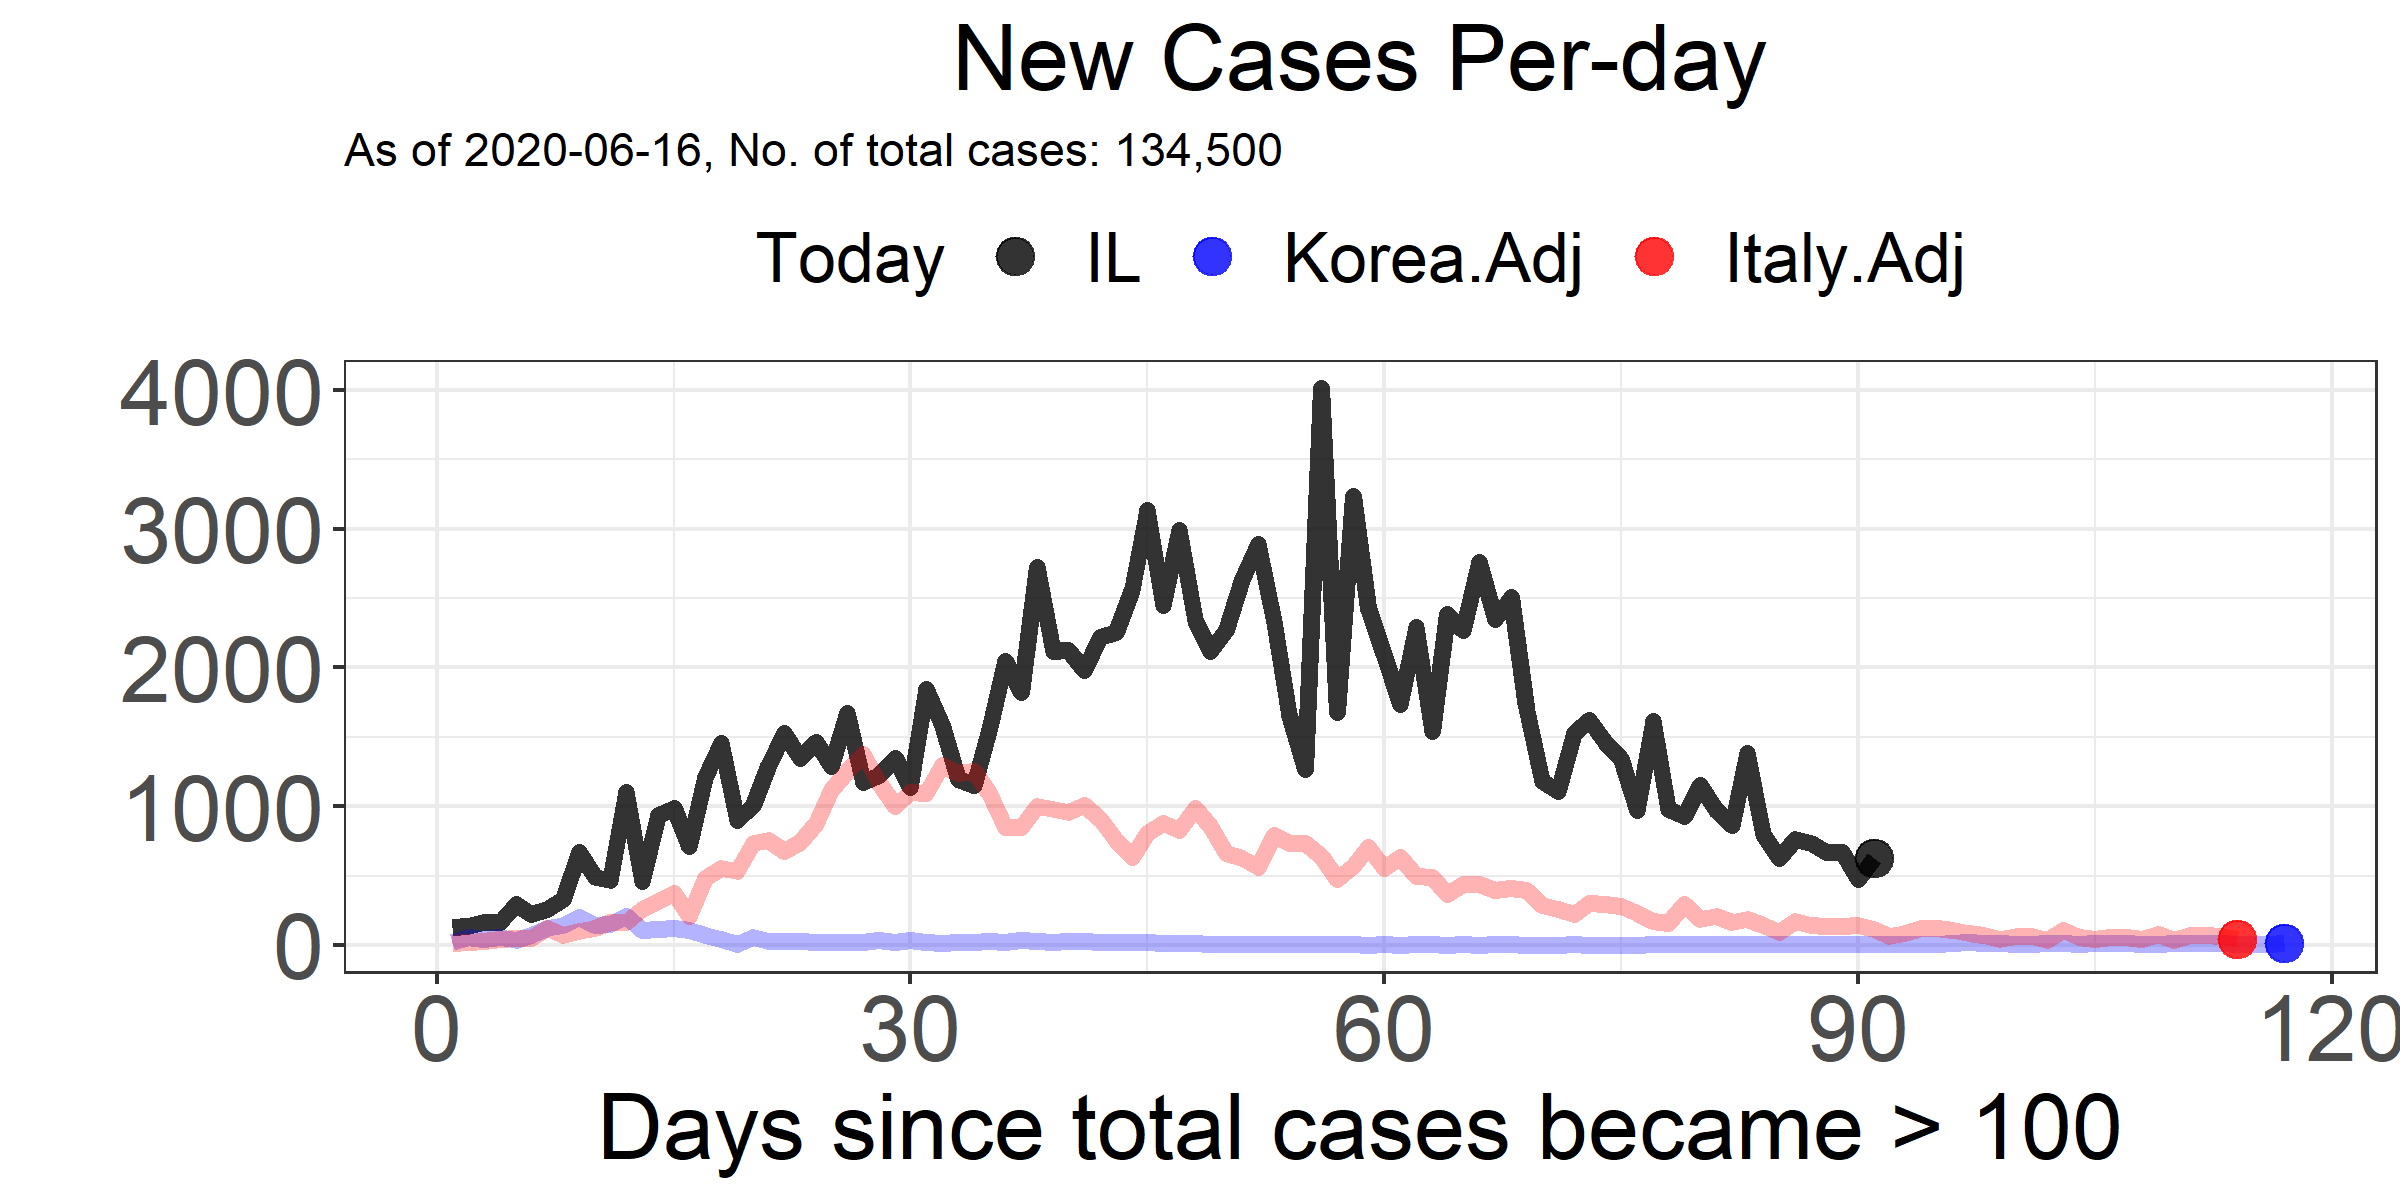 New Cases Per-day
As of 2020-06-16, No. of total cases: 134,500
Today IL Korea.Adj Italy.Adj
4000
3000
2000
1000
0
0 30 60 90 120
Days since total cases became > 100